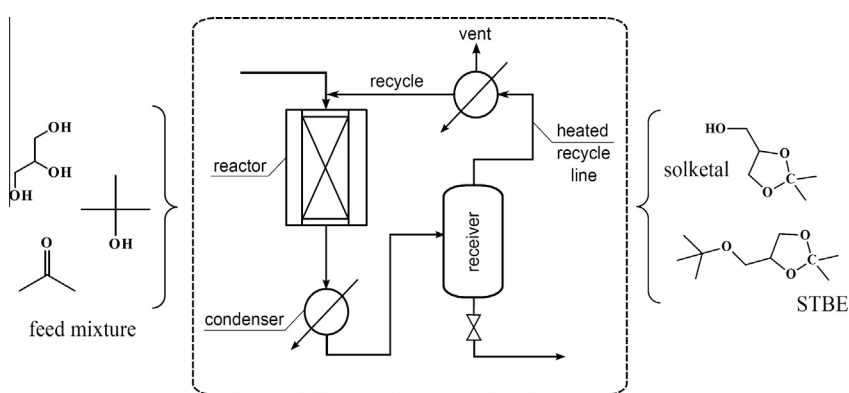 vent
recycle
heated
recycle
line
reactor
receiver
condenser
OH
OH
OH
OH
O
feed mixture
HO
O
O
C
solketal
O
O
O
C
STBE